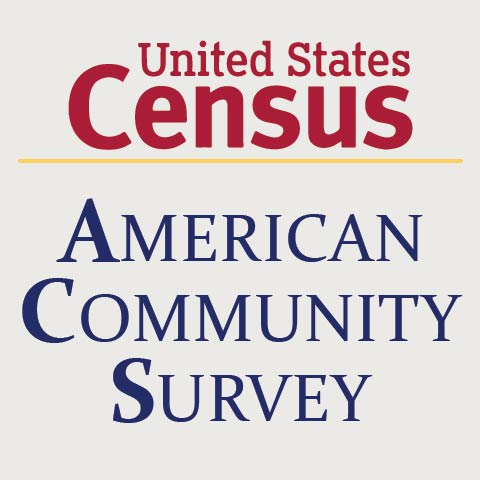 United States
Census
AMERICAN
COMMUNITY
SURVEY